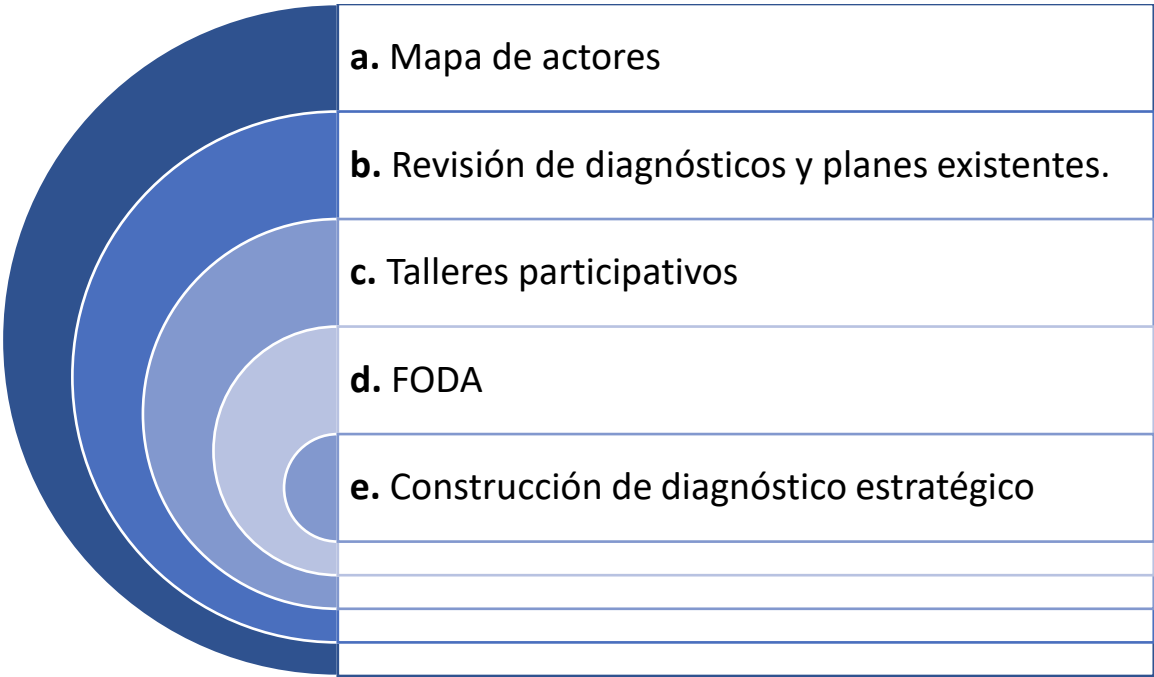 a. Mapa de actores
b. Revisión de diagnósticos y planes existentes.
c. Talleres participativos
d. FODA
e. Construcción de diagnóstico estratégico